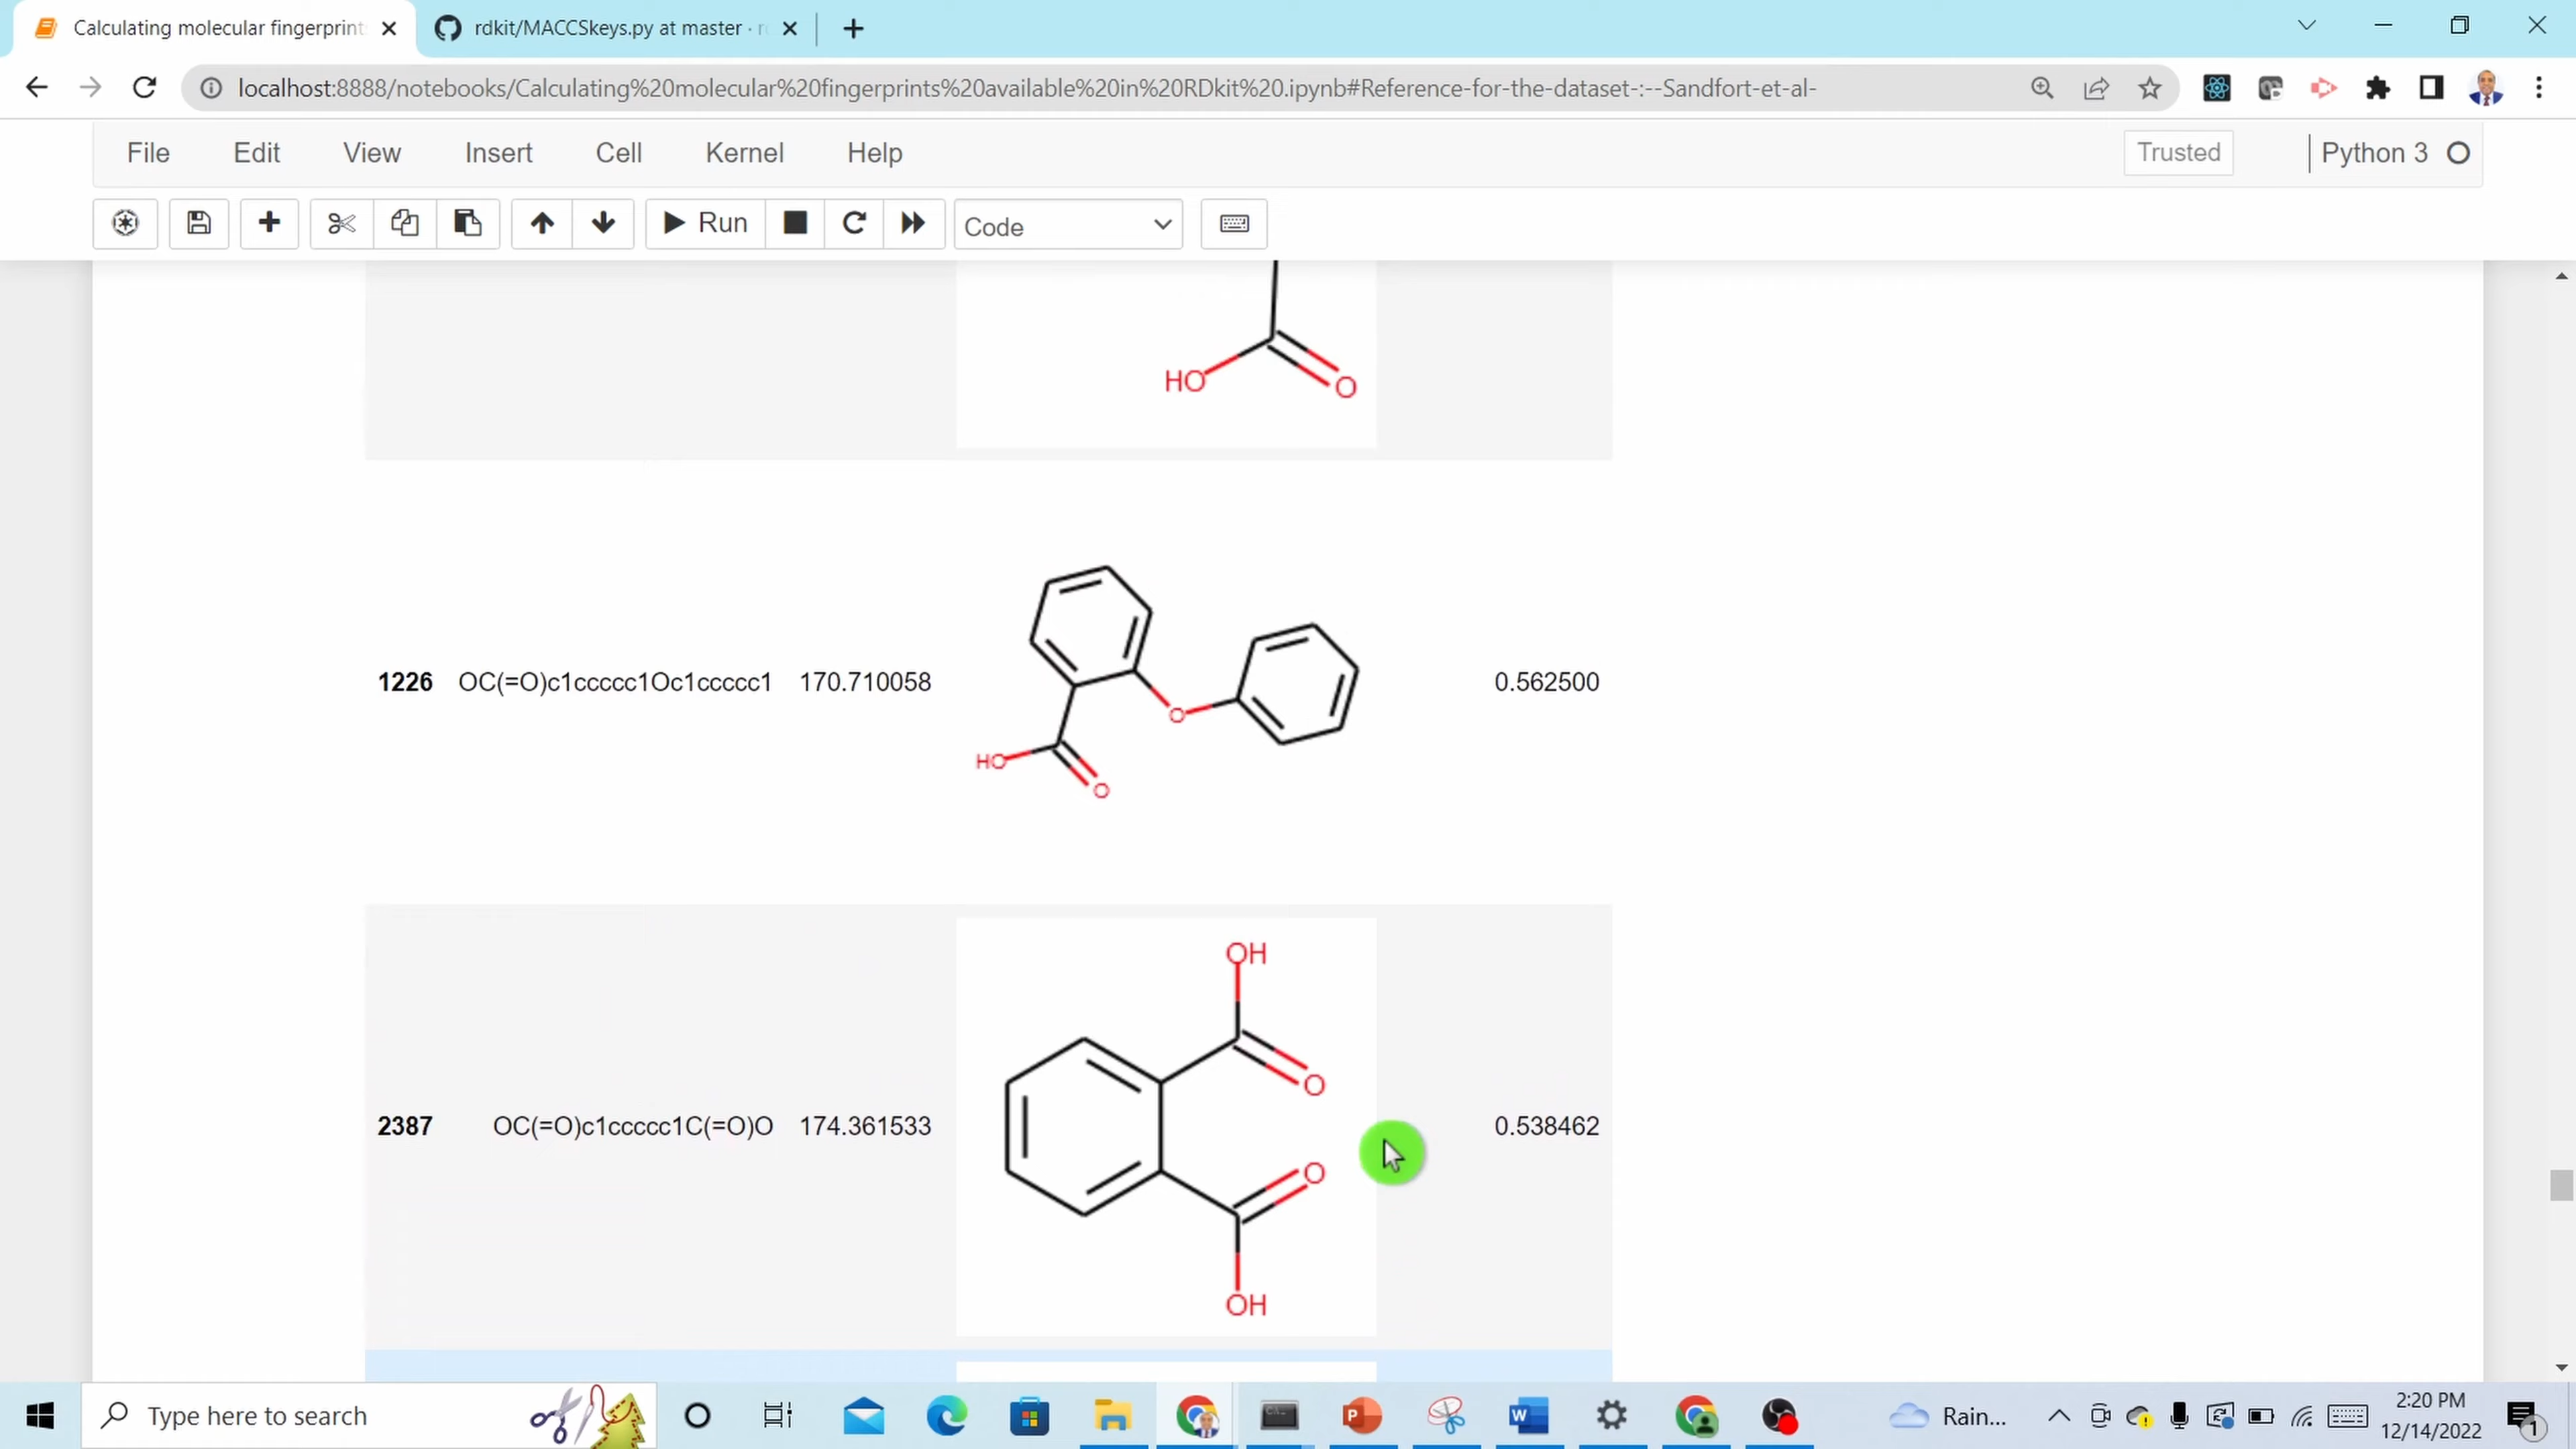 Calculating molecular fingerprint
rdkit/MACCSkeys.py at master ·
localhost:8888/notebooks/Calculating%20molecular%20fingerprints%20available%20in%20RDkit%20.ipynb#Reference-for-the-dataset-:--Sandfort-et-al-
File Edit View Insert Cell Kernel Help
Trusted
Python 3
Run
Code
HO
O
1226 OC(=O)c1ccccc1Oc1ccccc1 170.710058 0.562500
O
HO
O
OH
O
2387 OC(=O)c1ccccc1C(=O)O 174.361533 0.538462
O
OH
Type here to search
Rain...
2:20 PM
12/14/2022
1